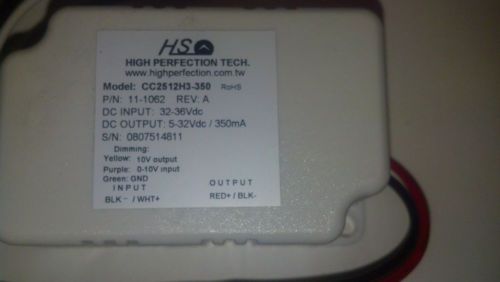 HSO
HIGH PERFECTION TECH.
www.highperfection.com.tw
Model: CC2512H3-350 RoHS
P/N: 11-1062 REV: A
DC INPUT: 32-36Vdc
DC OUTPUT: 5-32Vdc / 350mA
S/N: 0807514811
Dimming:
Yellow: 10V output
Purple: 0-10V input
Green: GND
INPUT OUTPUT
BLK - / WHT+ RED+ / BLK-